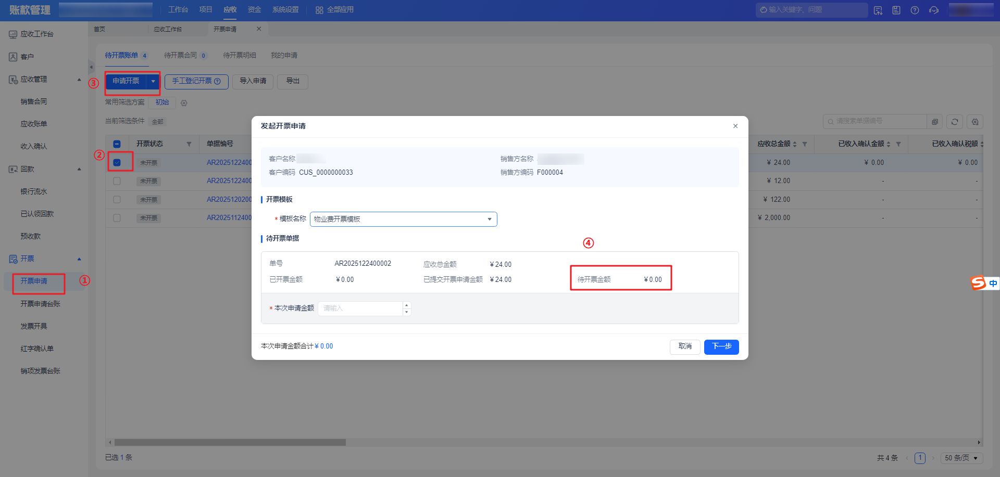 账款管理
工作台 项目 应收 资金 系统设置 全部应用
输入关键字、问题
首页 应收工作台 开票申请
应收工作台
客户
应收管理
销售合同
应收账单
收入确认
回款
银行流水
已认领回款
预收款
开票
开票申请 ①
开票申请台账
发票开具
红字确认单
销项发票台账
待开票账单 4 待开票合同 0 待开票明细 我的申请
③ 申请开票 手工登记开票 导入申请 导出
常用筛选方案 初始
当前筛选条件 全部
请搜索单据编号
开票状态 单据编号 应收总金额 已收入确认金额 已收入确认税额
② 未开票 AR2025122400 ¥ 24.00 ¥ 0.00 ¥ 0.00
未开票 AR2025122400 ¥ 12.00 - -
未开票 AR2025120200 ¥ 122.00 - -
未开票 AR2025112400 ¥ 2,000.00 - -
发起开票申请
客户名称 销售方名称
客户编码 CUS_0000000033 销售方编码 F000004
开票模板
* 模板名称 物业费开票模板
待开票单据
④
单号 AR2025122400002 应收总金额 ¥24.00
已开票金额 ¥0.00 已提交开票申请金额 ¥24.00 待开票金额 ¥0.00
* 本次申请金额 请输入
本次申请金额合计¥ 0.00
取消 下一步
中
已选 1 条
共 4 条 1 50 条/页